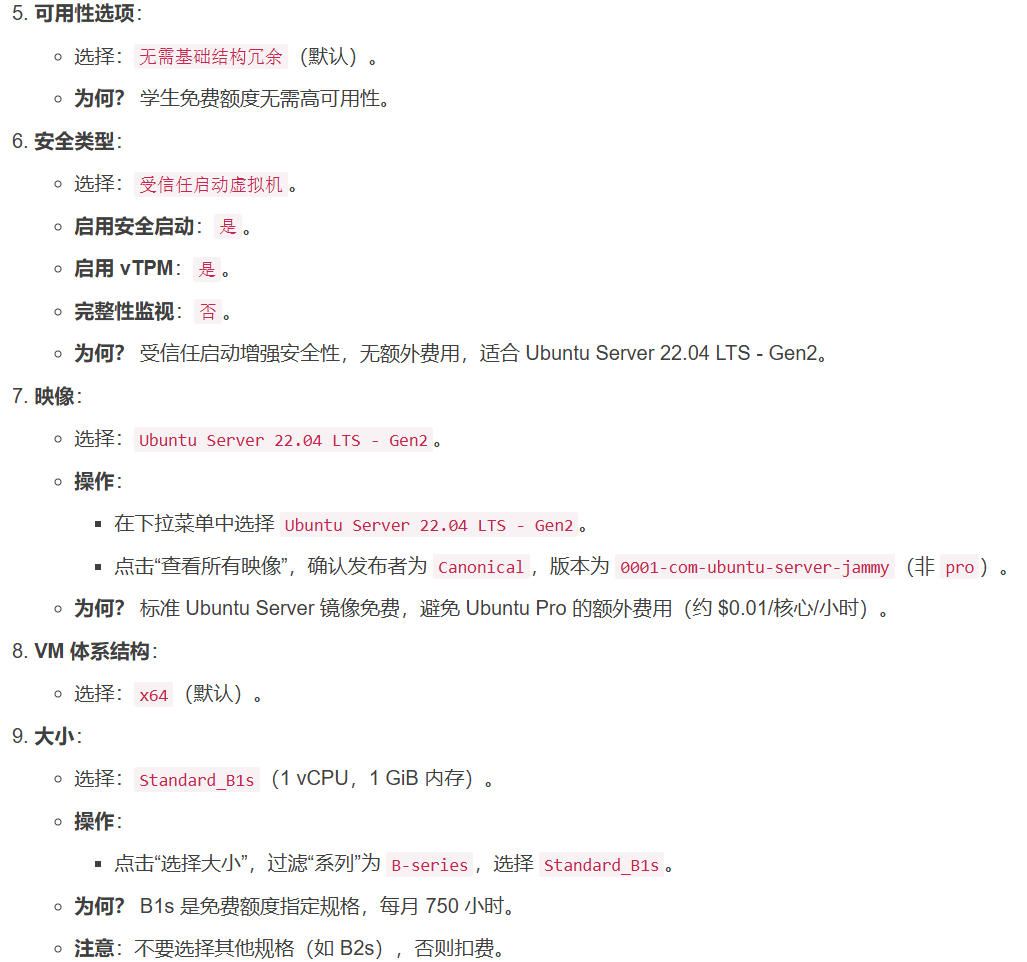 5. 可用性选项：
选择：无需基础结构冗余（默认）。
为何？ 学生免费额度无需高可用性。
6. 安全类型：
选择：受信任启动虚拟机。
启用安全启动：是。
启用 vTPM：是。
完整性监视：否。
为何？ 受信任启动增强安全性，无额外费用，适合 Ubuntu Server 22.04 LTS - Gen2。
7. 映像：
选择：Ubuntu Server 22.04 LTS - Gen2。
操作：
在下拉菜单中选择 Ubuntu Server 22.04 LTS - Gen2。
点击“查看所有映像”，确认发布者为 Canonical，版本为 0001-com-ubuntu-server-jammy（非 pro）。
为何？ 标准 Ubuntu Server 镜像免费，避免 Ubuntu Pro 的额外费用（约 $0.01/核心/小时）。
8. VM 体系结构：
选择：x64（默认）。
9. 大小：
选择：Standard_B1s（1 vCPU，1 GiB 内存）。
操作：
点击“选择大小”，过滤“系列”为 B-series，选择 Standard_B1s。
为何？ B1s 是免费额度指定规格，每月 750 小时。
注意：不要选择其他规格（如 B2s），否则扣费。